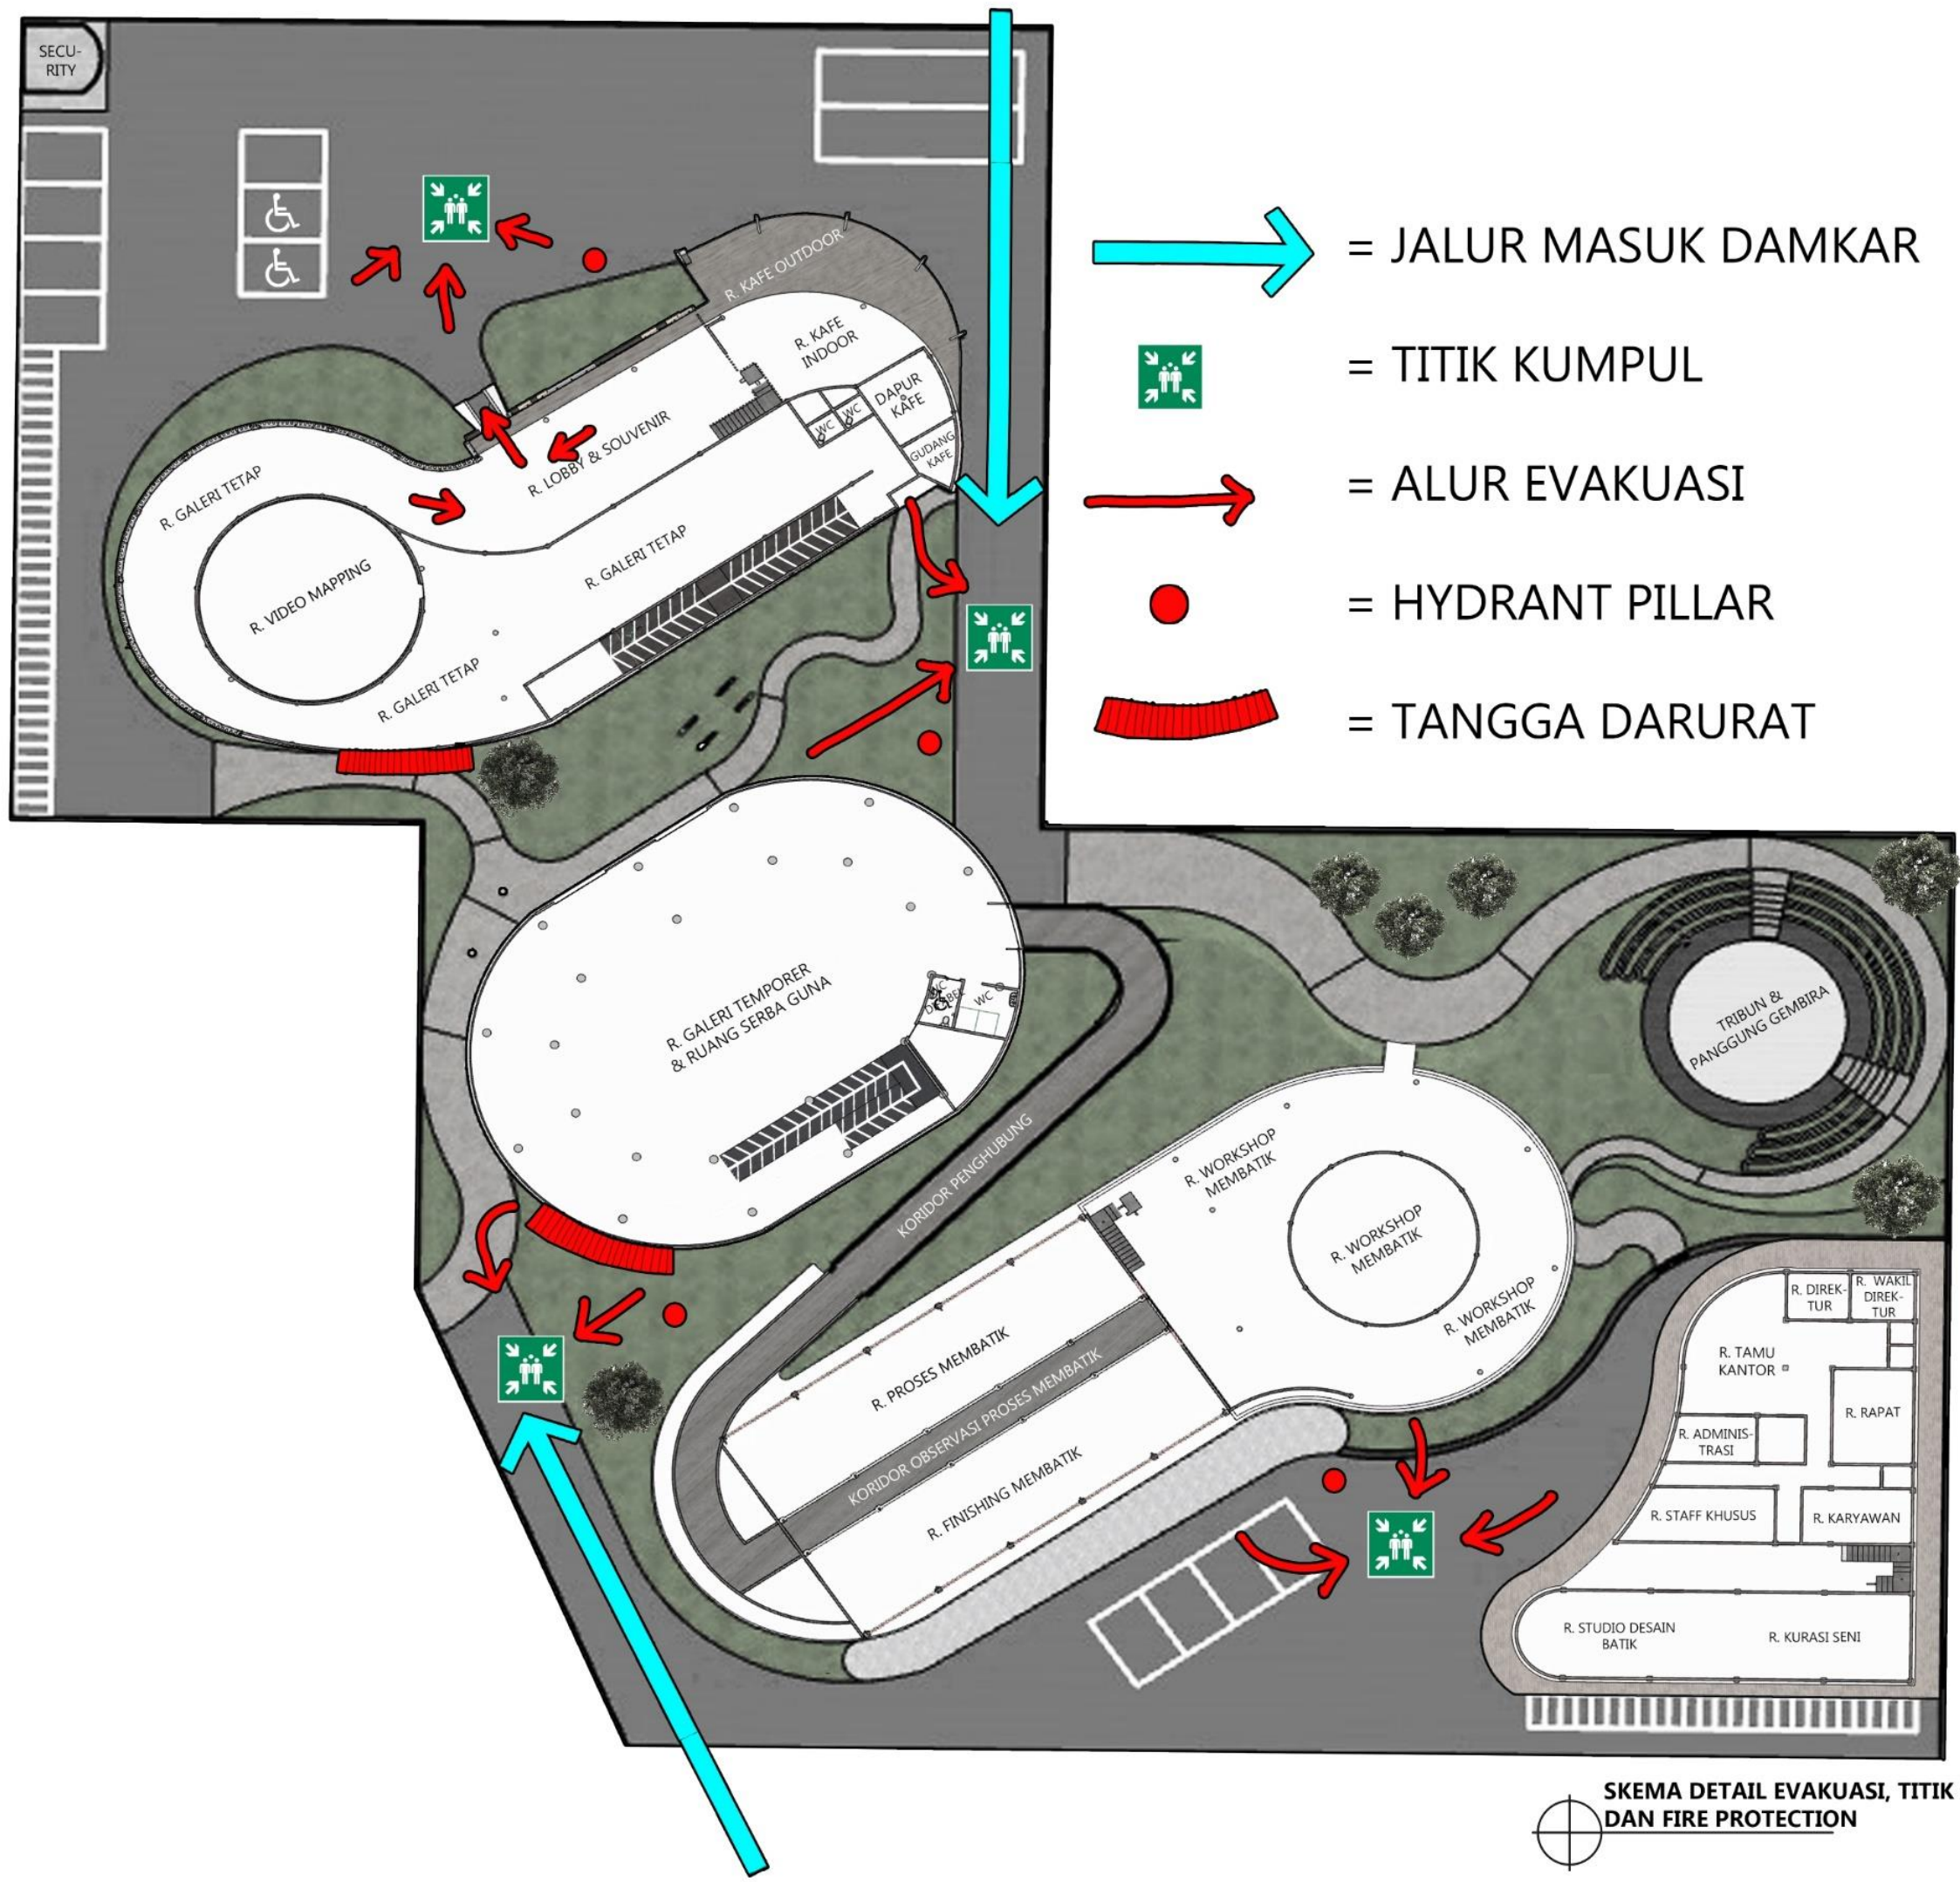 SECU-
RITY
= JALUR MASUK DAMKAR
= TITIK KUMPUL
= ALUR EVAKUASI
= HYDRANT PILLAR
= TANGGA DARURAT
R. KAFE OUTDOOR
R. KAFE
INDOOR
DAPUR
KAFE
WC
WC
GUDANG
KAFE
R. LOBBY & SOUVENIR
R. GALERI TETAP
R. GALERI TETAP
R. VIDEO MAPPING
R. GALERI TETAP
R. GALERI TEMPORER
& RUANG SERBA GUNA
WC
TRIBUN &
PANGGUNG GEMBIRA
KORIDOR PENGHUBUNG
R. WORKSHOP
MEMBATIK
R. WORKSHOP
MEMBATIK
R. WORKSHOP
MEMBATIK
R. PROSES MEMBATIK
KORIDOR OBSERVASI PROSES MEMBATIK
R. FINISHING MEMBATIK
R. DIREK-
TUR
R. WAKIL
DIREK-
TUR
R. TAMU
KANTOR
R. RAPAT
R. ADMINIS-
TRASI
R. STAFF KHUSUS
R. KARYAWAN
R. STUDIO DESAIN
BATIK
R. KURASI SENI
SKEMA DETAIL EVAKUASI, TITIK
DAN FIRE PROTECTION